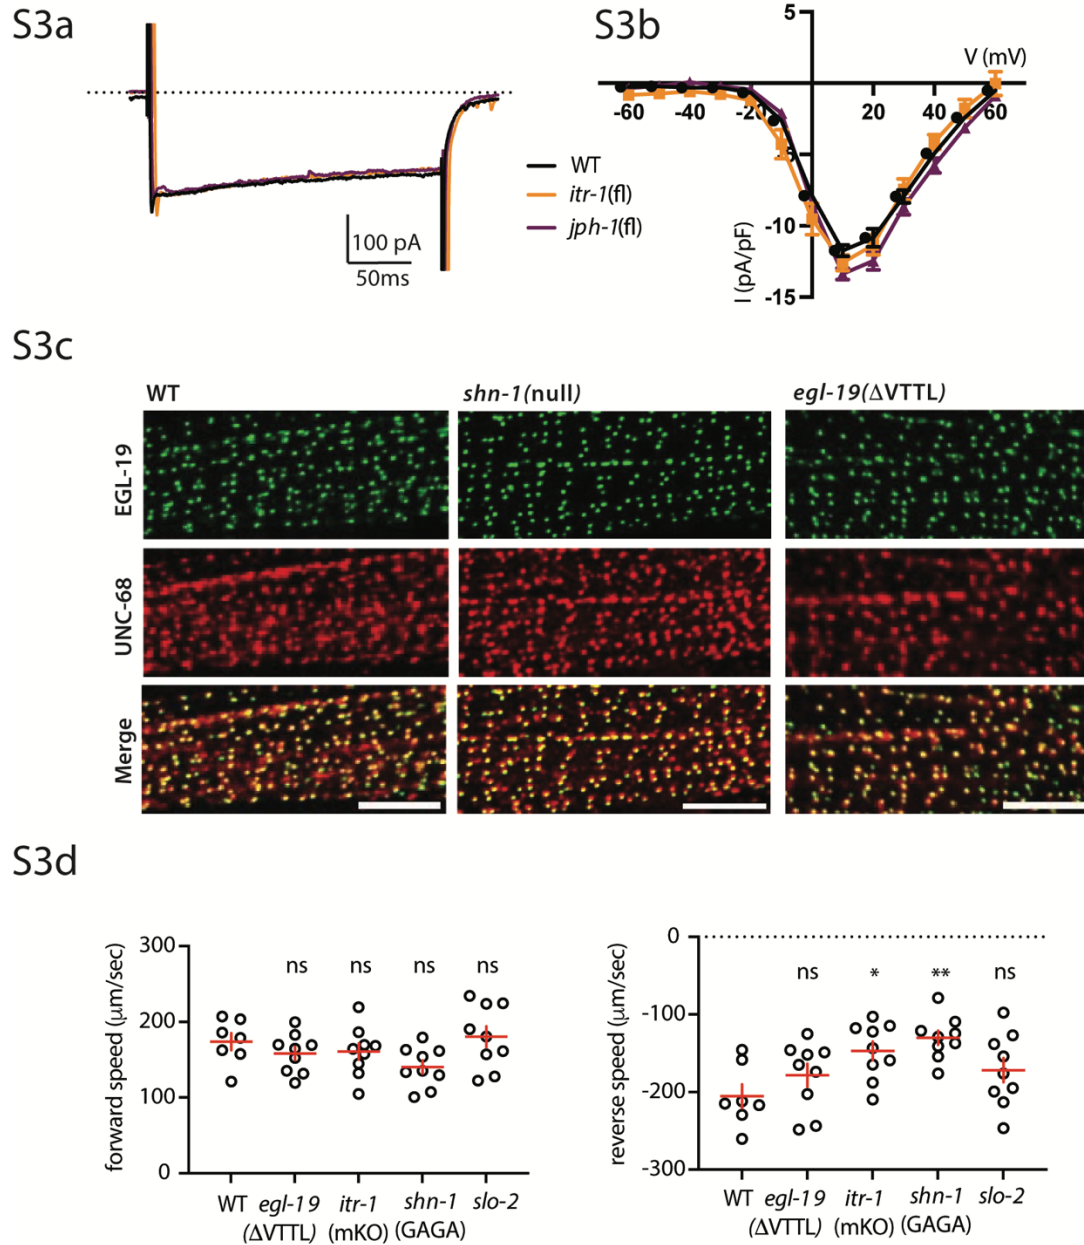 S3a
100 pA
50ms
WT
itr-1(fl)
jph-1(fl)
S3b
5
V (mV)
-60
-40
-20
20
40
60
-5
-10
-15
I (pA/pF)
S3c
WT
shn-1(null)
egl-19(ΔVTTL)
EGL-19
UNC-68
Merge
S3d
forward speed (μm/sec)
300
200
100
0
ns
ns
ns
ns
WT
egl-19
(ΔVTTL)
itr-1
(mKO)
shn-1
(GAGA)
slo-2
reverse speed (μm/sec)
0
-100
-200
-300
ns
*
**
ns
WT
egl-19
(ΔVTTL)
itr-1
(mKO)
shn-1
(GAGA)
slo-2